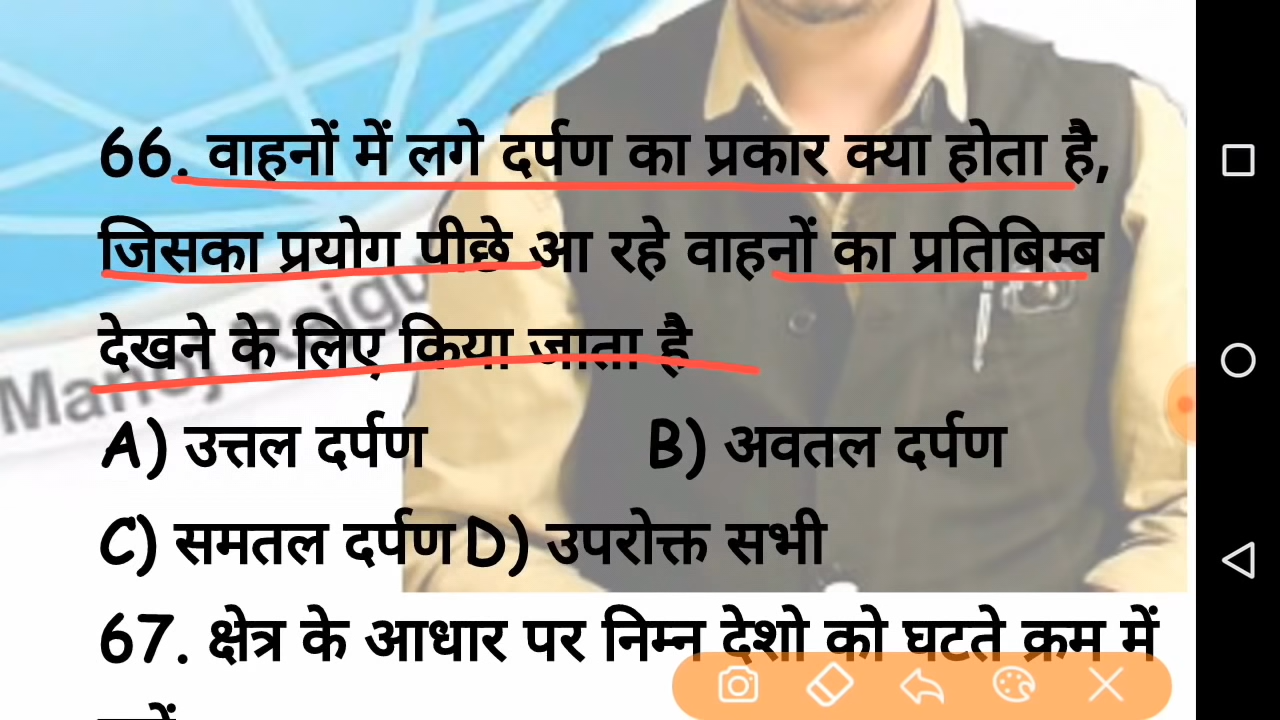 66. वाहनों में लगे दर्पण का प्रकार क्या होता है,
जिसका प्रयोग पीछे आ रहे वाहनों का प्रतिबिम्ब
देखने के लिए किया जाता है
A) उत्तल दर्पण B) अवतल दर्पण
C) समतल दर्पण D) उपरोक्त सभी
67. क्षेत्र के आधार पर निम्न देशो को घटते क्रम में
Manoj